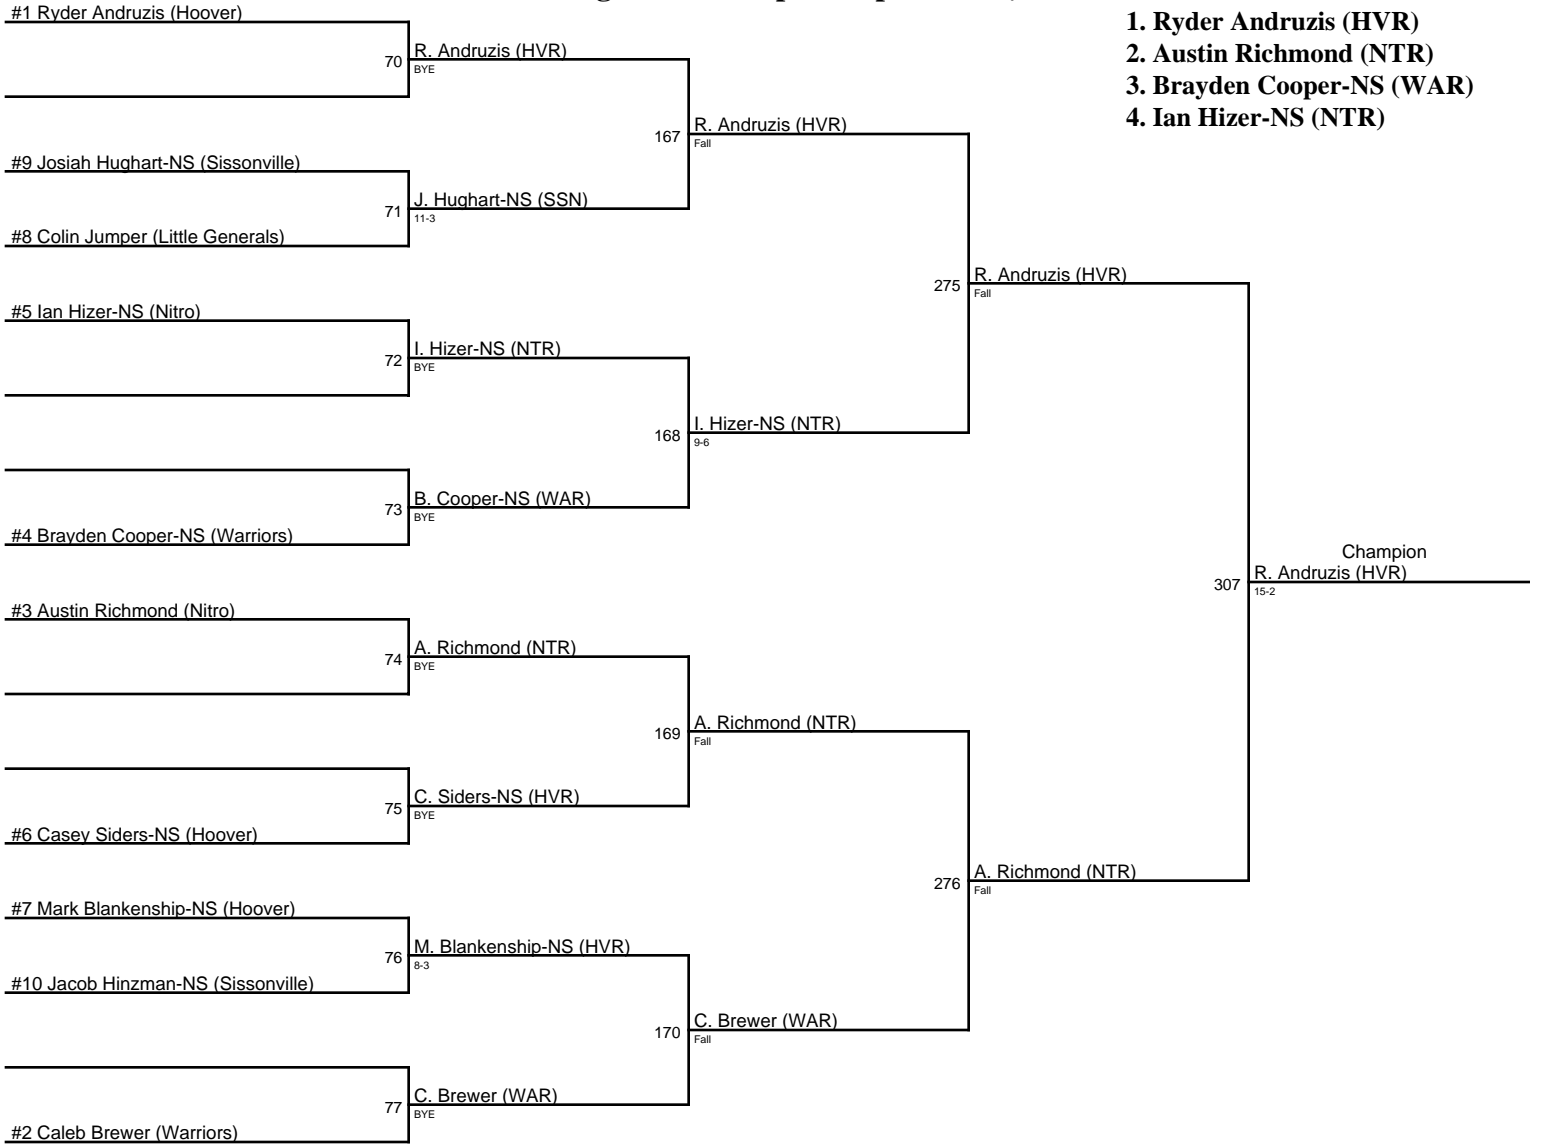 #1 Ryder Andruzis (Hoover)
1. Ryder Andruzis (HVR)
2. Austin Richmond (NTR)
3. Brayden Cooper-NS (WAR)
4. Ian Hizer-NS (NTR)
70
R. Andruzis (HVR)
BYE
167
R. Andruzis (HVR)
Fall
#9 Josiah Hughart-NS (Sissonville)
71
J. Hughart-NS (SSN)
11-3
#8 Colin Jumper (Little Generals)
275
R. Andruzis (HVR)
Fall
#5 Ian Hizer-NS (Nitro)
72
I. Hizer-NS (NTR)
BYE
168
I. Hizer-NS (NTR)
9-6
73
B. Cooper-NS (WAR)
BYE
#4 Brayden Cooper-NS (Warriors)
Champion
307
R. Andruzis (HVR)
15-2
#3 Austin Richmond (Nitro)
74
A. Richmond (NTR)
BYE
169
A. Richmond (NTR)
Fall
75
C. Siders-NS (HVR)
BYE
#6 Casey Siders-NS (Hoover)
276
A. Richmond (NTR)
Fall
#7 Mark Blankenship-NS (Hoover)
76
M. Blankenship-NS (HVR)
8-3
#10 Jacob Hinzman-NS (Sissonville)
170
C. Brewer (WAR)
Fall
77
C. Brewer (WAR)
BYE
#2 Caleb Brewer (Warriors)